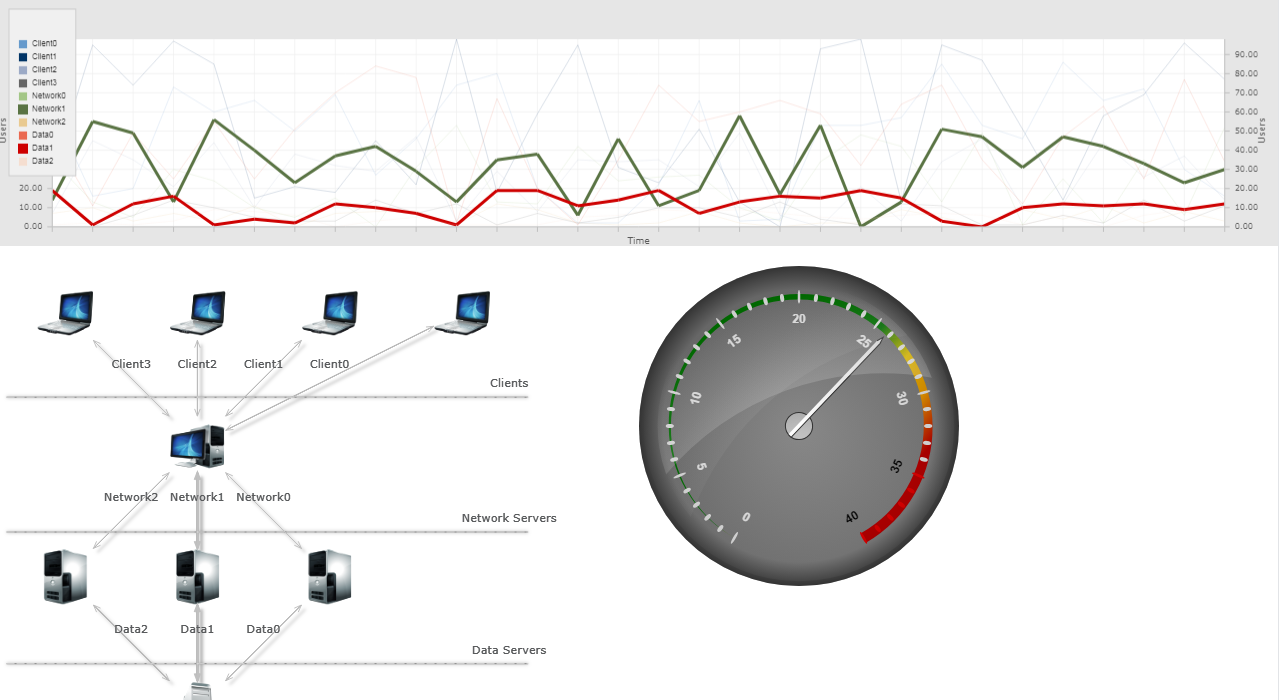 Client0
Client1
Client2
Client3
Network0
Network1
Network2
Data0
Data1
Data2
Users
20.00
10.00
0.00
90.00
80.00
70.00
60.00
50.00
40.00
30.00
20.00
10.00
0.00
Users
Time
Client3 Client2 Client1 Client0
Clients
Network2 Network1 Network0
Network Servers
Data2 Data1 Data0
Data Servers
0
5
10
15
20
25
30
35
40